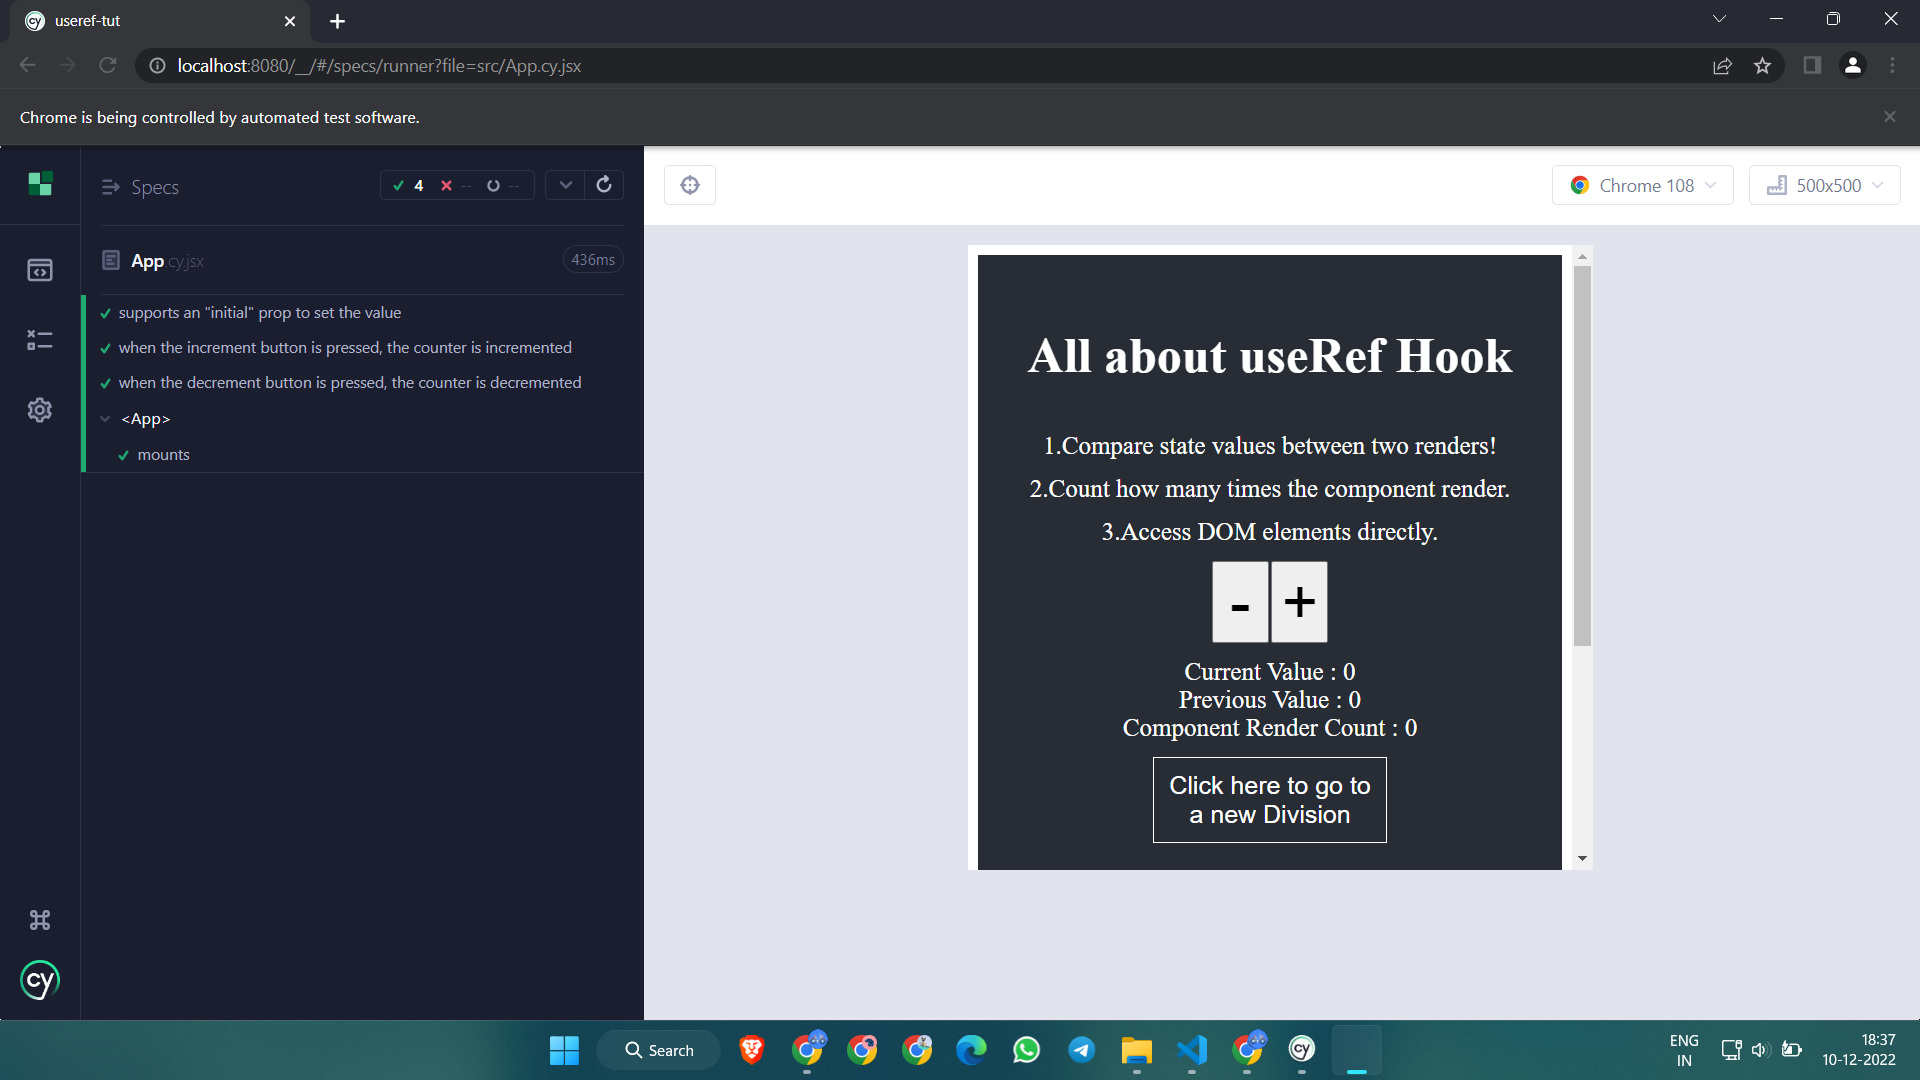 useref-tut
localhost:8080/__/#/specs/runner?file=src/App.cy.jsx
Chrome is being controlled by automated test software.
Specs
4 -- --
App.cy.jsx
436ms
supports an "initial" prop to set the value
when the increment button is pressed, the counter is incremented
when the decrement button is pressed, the counter is decremented
<App>
mounts
cy
Chrome 108
500x500
All about useRef Hook
1.Compare state values between two renders!
2.Count how many times the component render.
3.Access DOM elements directly.
- +
Current Value : 0
Previous Value : 0
Component Render Count : 0
Click here to go to
a new Division
Search
ENG
IN
18:37
10-12-2022